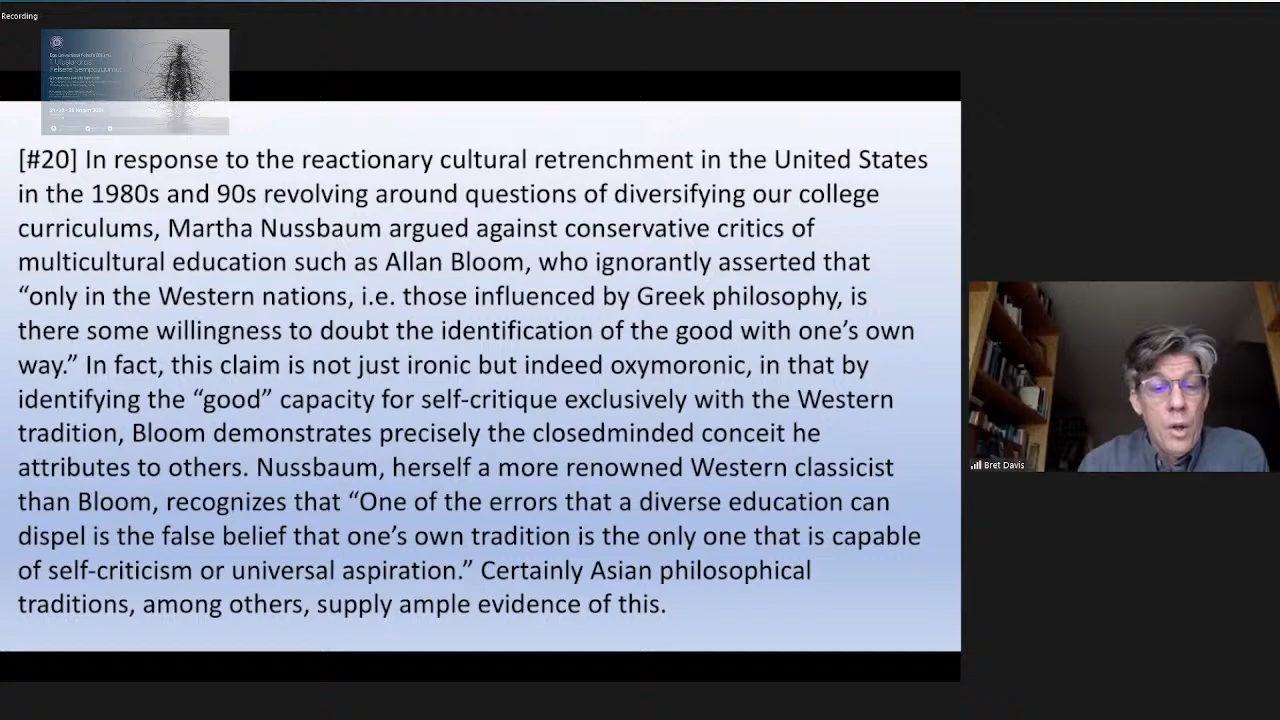 Recording
Ege Üniversitesi Felsefe Bölümü
1. Uluslararası
Felsefe Sempozyumu
[#20] In response to the reactionary cultural retrenchment in the United States
in the 1980s and 90s revolving around questions of diversifying our college
curriculums, Martha Nussbaum argued against conservative critics of
multicultural education such as Allan Bloom, who ignorantly asserted that
“only in the Western nations, i.e. those influenced by Greek philosophy, is
there some willingness to doubt the identification of the good with one’s own
way.” In fact, this claim is not just ironic but indeed oxymoronic, in that by
identifying the “good” capacity for self-critique exclusively with the Western
tradition, Bloom demonstrates precisely the closedminded conceit he
attributes to others. Nussbaum, herself a more renowned Western classicist
than Bloom, recognizes that “One of the errors that a diverse education can
dispel is the false belief that one’s own tradition is the only one that is capable
of self-criticism or universal aspiration.” Certainly Asian philosophical
traditions, among others, supply ample evidence of this.
Bret Davis